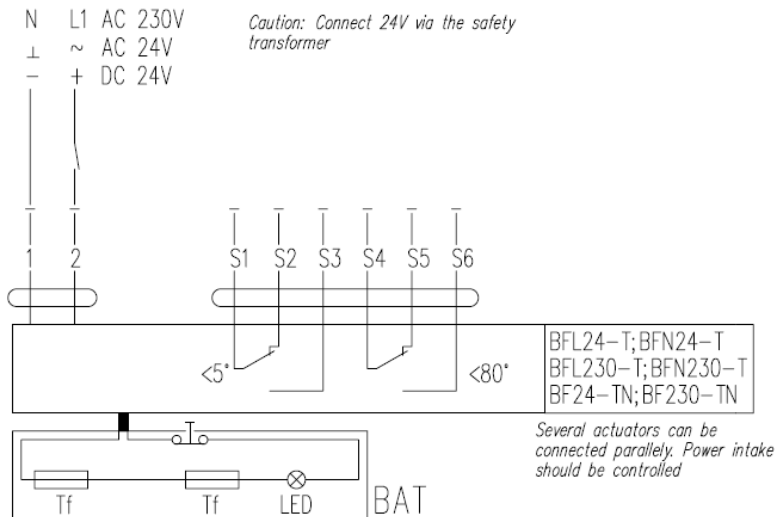 N L1 AC 230V
⊥ ~ AC 24V
− + DC 24V
Caution: Connect 24V via the safety
transformer
1 2 S1 S2 S3 S4 S5 S6
<5° <80°
BFL24-T; BFN24-T
BFL230-T; BFN230-T
BF24-TN; BF230-TN
Several actuators can be
connected parallely. Power intake
should be controlled
Tf Tf LED BAT